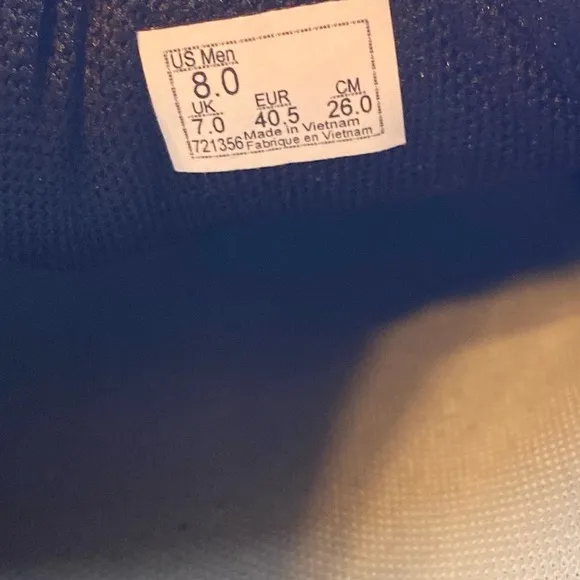 US Men
8.0
UK EUR CM
7.0 40.5 26.0
721356 Made in Vietnam
Fabrique en Vietnam